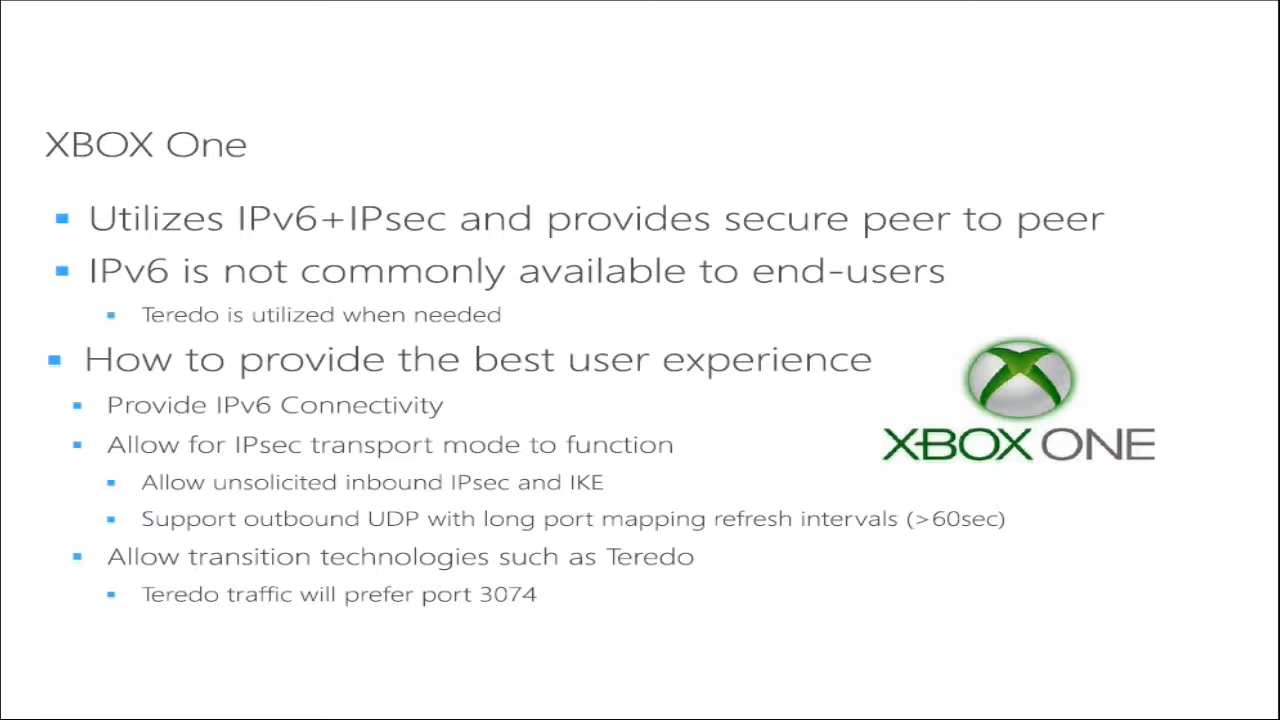 XBOX One
Utilizes IPv6+IPsec and provides secure peer to peer
IPv6 is not commonly available to end-users
Teredo is utilized when needed
How to provide the best user experience
Provide IPv6 Connectivity
XBOX ONE
Allow for IPsec transport mode to function
Allow unsolicited inbound IPsec and IKE
Support outbound UDP with long port mapping refresh intervals (>60sec)
Allow transition technologies such as Teredo
Teredo traffic will prefer port 3074